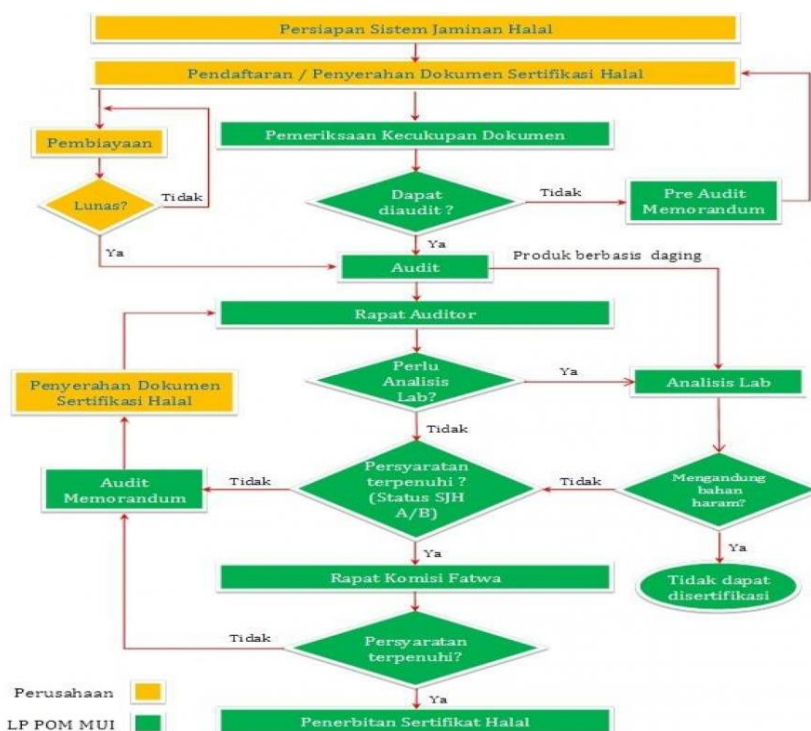 Persiapan Sistem Jaminan Halal
Pendaftaran / Penyerahan Dokumen Sertifikasi Halal
Pembiayaan
Pemeriksaan Kecukupan Dokumen
Lunas?
Tidak
Dapat
diaudit ?
Tidak
Pre Audit
Memorandum
Ya
Ya
Audit
Produk berbasis daging
Rapat Auditor
Penyerahan Dokumen
Sertifikasi Halal
Perlu
Analisis
Lab?
Ya
Analisis Lab
Tidak
Audit
Memorandum
Tidak
Persyaratan
terpenuhi ?
(Status SJH
A/B)
Tidak
Mengandung
bahan
haram?
Ya
Ya
Rapat Komisi Fatwa
Tidak dapat
disertifikasi
Tidak
Persyaratan
terpenuhi?
Ya
Perusahaan
LP POM MUI
Penerbitan Sertifikat Halal